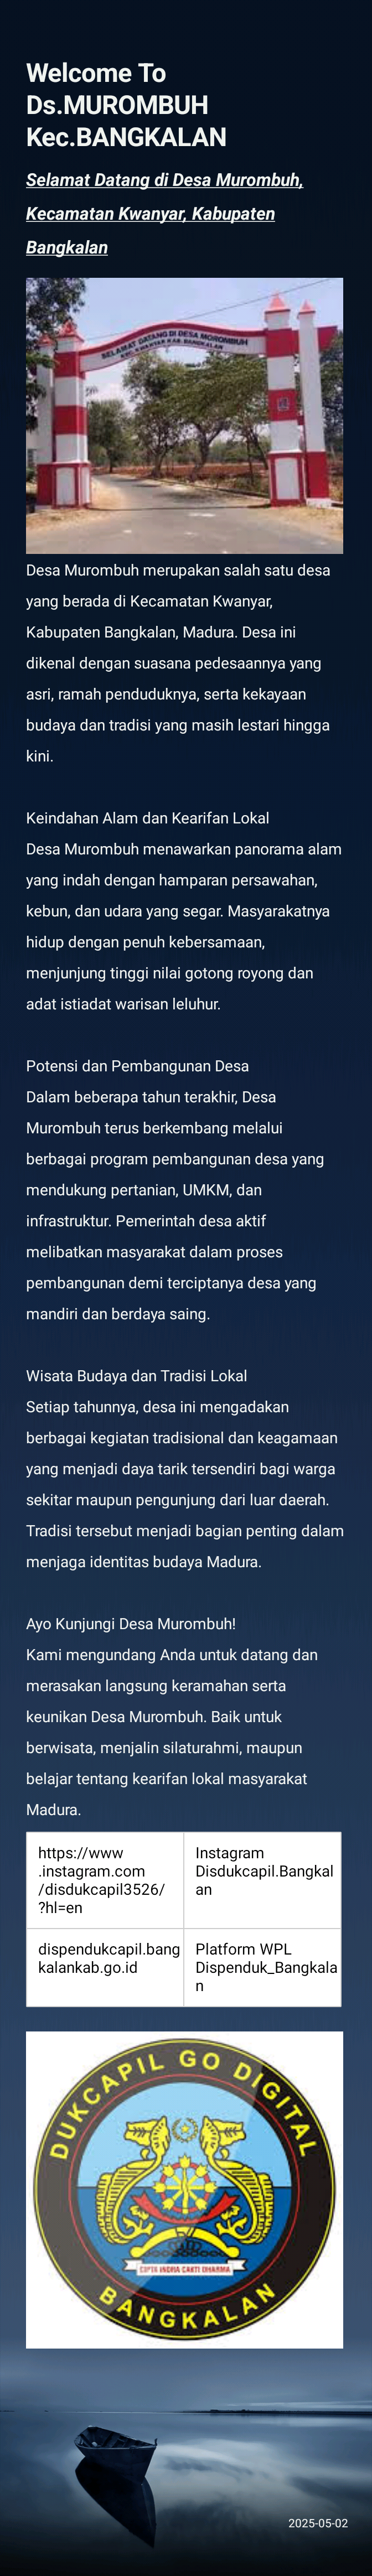 Welcome To
Ds.MUROMBUH
Kec.BANGKALAN
Selamat Datang di Desa Murombuh,
Kecamatan Kwanyar, Kabupaten
Bangkalan
SELAMAT DATANG DI DESA MOROMBUH
KEC. KWANYAR KAB. BANGKALAN
Desa Murombuh merupakan salah satu desa
yang berada di Kecamatan Kwanyar,
Kabupaten Bangkalan, Madura. Desa ini
dikenal dengan suasana pedesaannya yang
asri, ramah penduduknya, serta kekayaan
budaya dan tradisi yang masih lestari hingga
kini.
Keindahan Alam dan Kearifan Lokal
Desa Murombuh menawarkan panorama alam
yang indah dengan hamparan persawahan,
kebun, dan udara yang segar. Masyarakatnya
hidup dengan penuh kebersamaan,
menjunjung tinggi nilai gotong royong dan
adat istiadat warisan leluhur.
Potensi dan Pembangunan Desa
Dalam beberapa tahun terakhir, Desa
Murombuh terus berkembang melalui
berbagai program pembangunan desa yang
mendukung pertanian, UMKM, dan
infrastruktur. Pemerintah desa aktif
melibatkan masyarakat dalam proses
pembangunan demi terciptanya desa yang
mandiri dan berdaya saing.
Wisata Budaya dan Tradisi Lokal
Setiap tahunnya, desa ini mengadakan
berbagai kegiatan tradisional dan keagamaan
yang menjadi daya tarik tersendiri bagi warga
sekitar maupun pengunjung dari luar daerah.
Tradisi tersebut menjadi bagian penting dalam
menjaga identitas budaya Madura.
Ayo Kunjungi Desa Murombuh!
Kami mengundang Anda untuk datang dan
merasakan langsung keramahan serta
keunikan Desa Murombuh. Baik untuk
berwisata, menjalin silaturahmi, maupun
belajar tentang kearifan lokal masyarakat
Madura.
https://www
.instagram.com
/disdukcapil3526/
?hl=en
Instagram
Disdukcapil.Bangkal
an
dispendukcapil.bang
kalankab.go.id
Platform WPL
Dispenduk_Bangkala
n
DUKCAPIL GO DIGITAL
CIPTA INDRA CAKTI DHARMA
BANGKALAN
2025-05-02